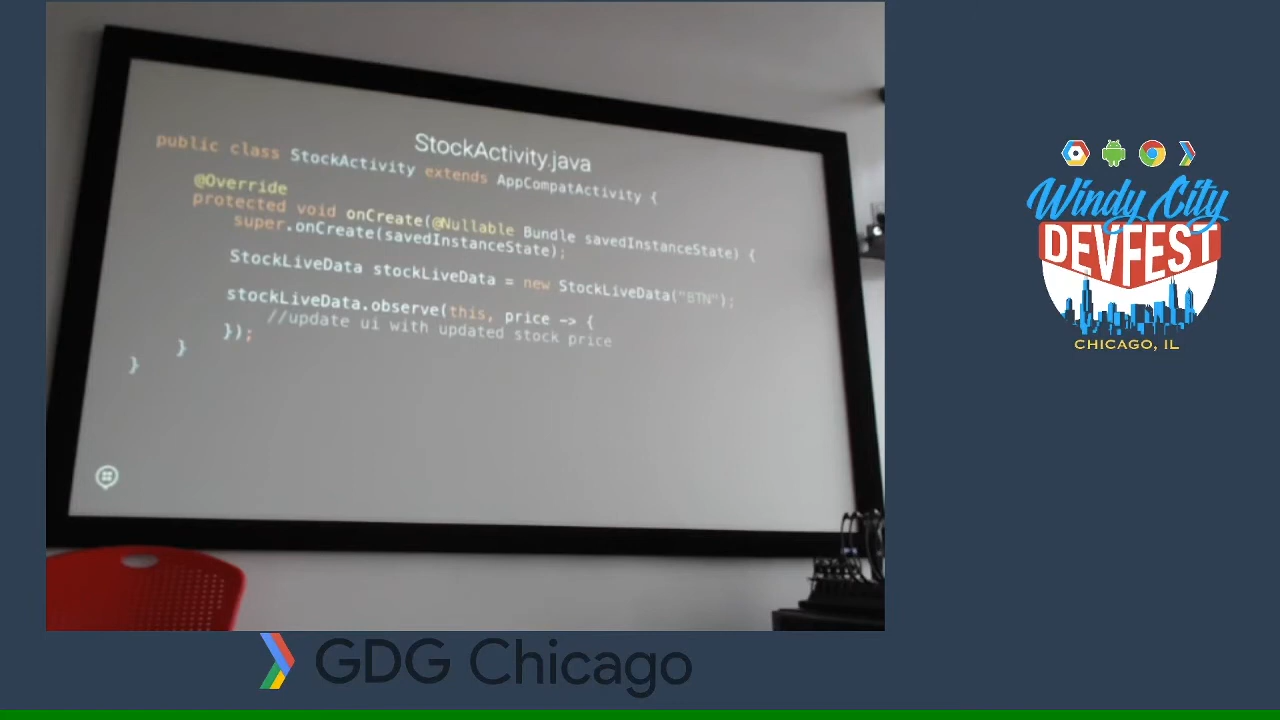 StockActivity.java
public class StockActivity extends AppCompatActivity {
@Override
protected void onCreate(@Nullable Bundle savedInstanceState) {
super.onCreate(savedInstanceState);
StockLiveData stockLiveData = new StockLiveData("BTN");
stockLiveData.observe(this, price -> {
//update ui with updated stock price
});
}
}
Windy City
DEVFEST
CHICAGO, IL
GDG Chicago